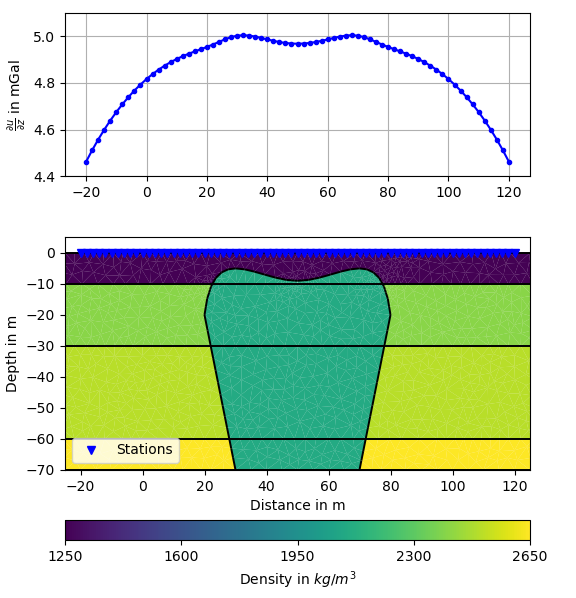 5.0
4.8
4.6
4.4
∂u/∂z in mGal
−20 0 20 40 60 80 100 120
0
−10
−20
−30
−40
−50
−60
−70
Depth in m
Stations
−20 0 20 40 60 80 100 120
Distance in m
1250 1600 1950 2300 2650
Density in kg/m³